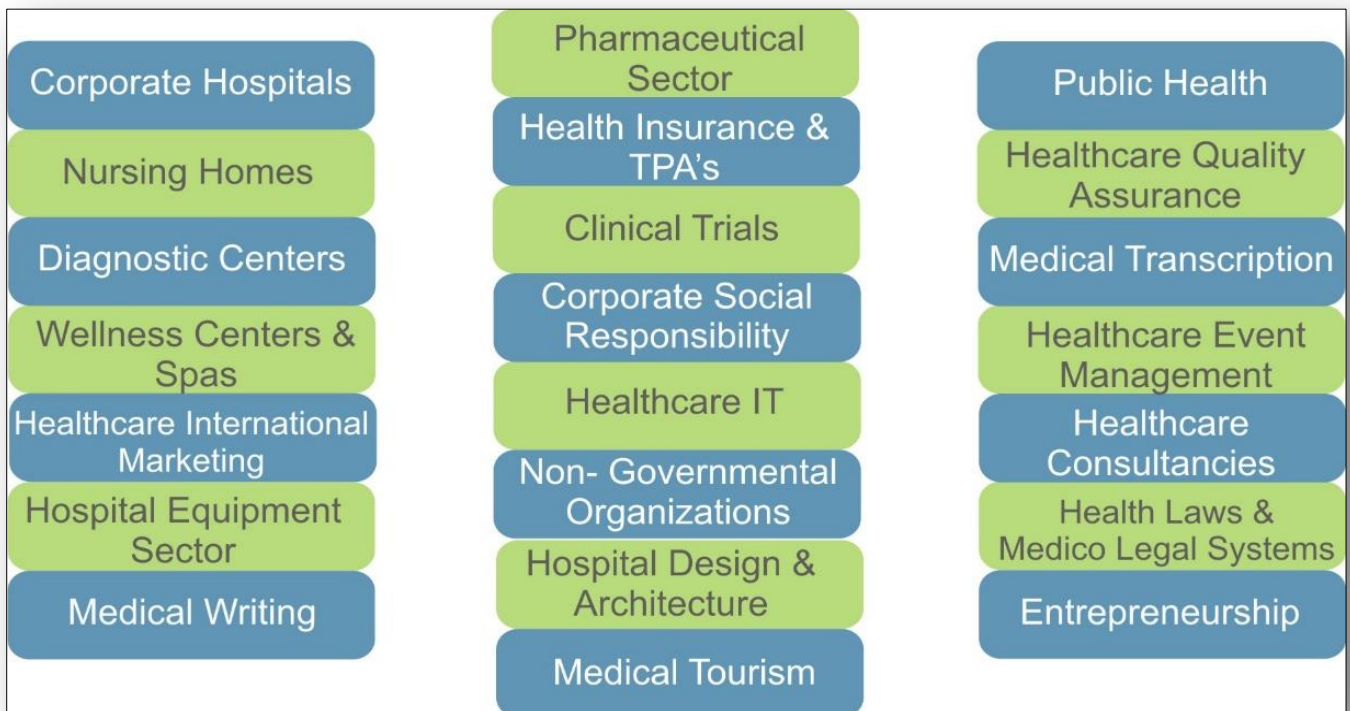 Corporate Hospitals
Nursing Homes
Diagnostic Centers
Wellness Centers &
Spas
Healthcare International
Marketing
Hospital Equipment
Sector
Medical Writing
Pharmaceutical
Sector
Health Insurance &
TPA's
Clinical Trials
Corporate Social
Responsibility
Healthcare IT
Non- Governmental
Organizations
Hospital Design &
Architecture
Medical Tourism
Public Health
Healthcare Quality
Assurance
Medical Transcription
Healthcare Event
Management
Healthcare
Consultancies
Health Laws &
Medico Legal Systems
Entrepreneurship